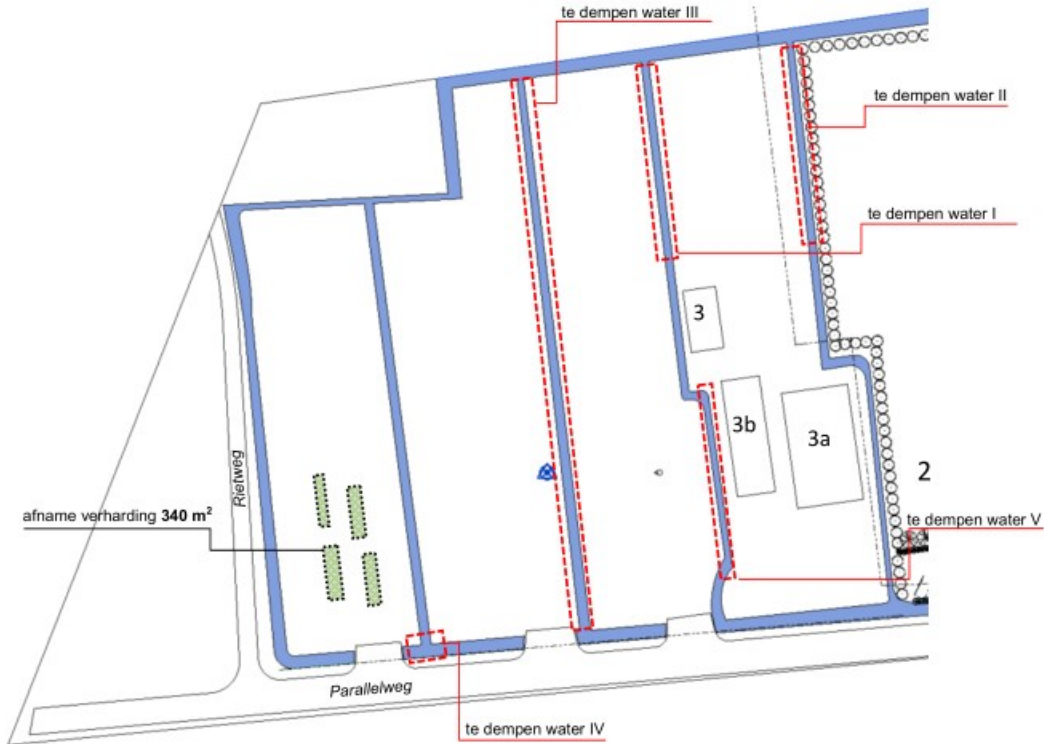 te dempen water III
te dempen water II
te dempen water I
3
3b
3a
2
Rietweg
afname verharding 340 m²
te dempen water V
Parallelweg
te dempen water IV